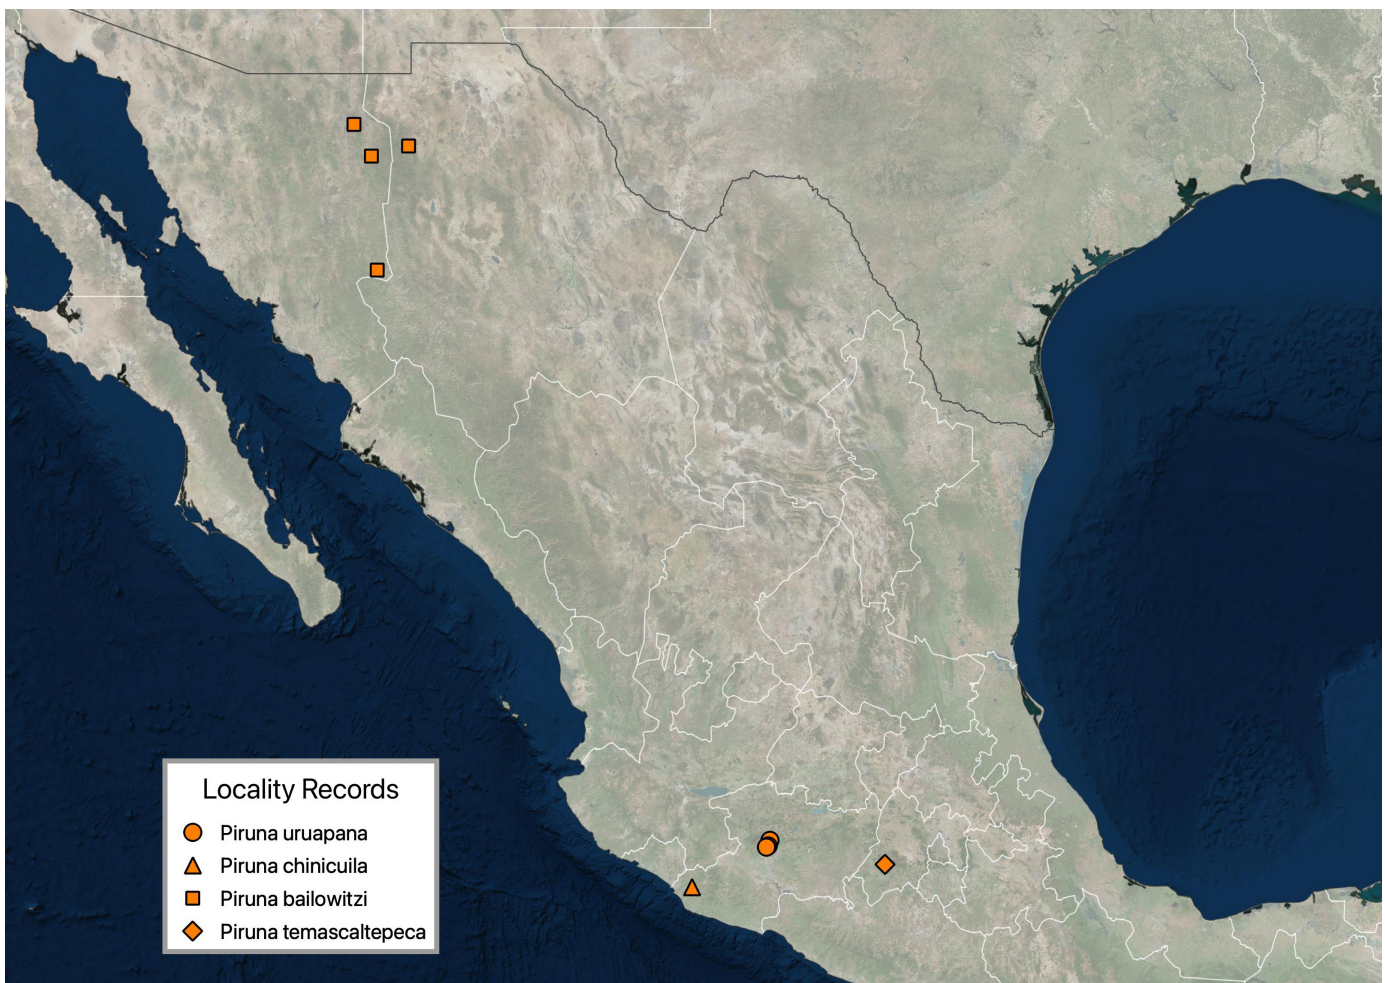 Locality Records
Piruna uruapana
Piruna chinicuila
Piruna bailowitzi
Piruna temascaltepeca